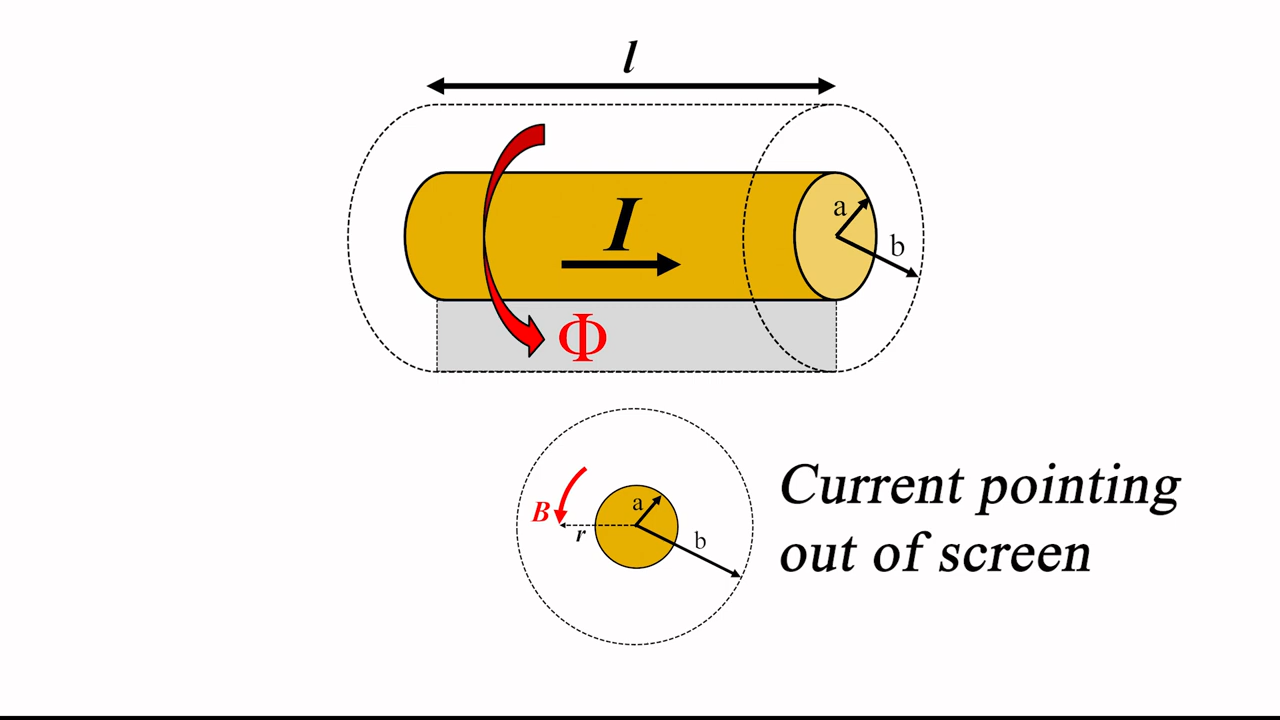 l
I
a
b
Φ
a
B
r
b
Current pointing
out of screen